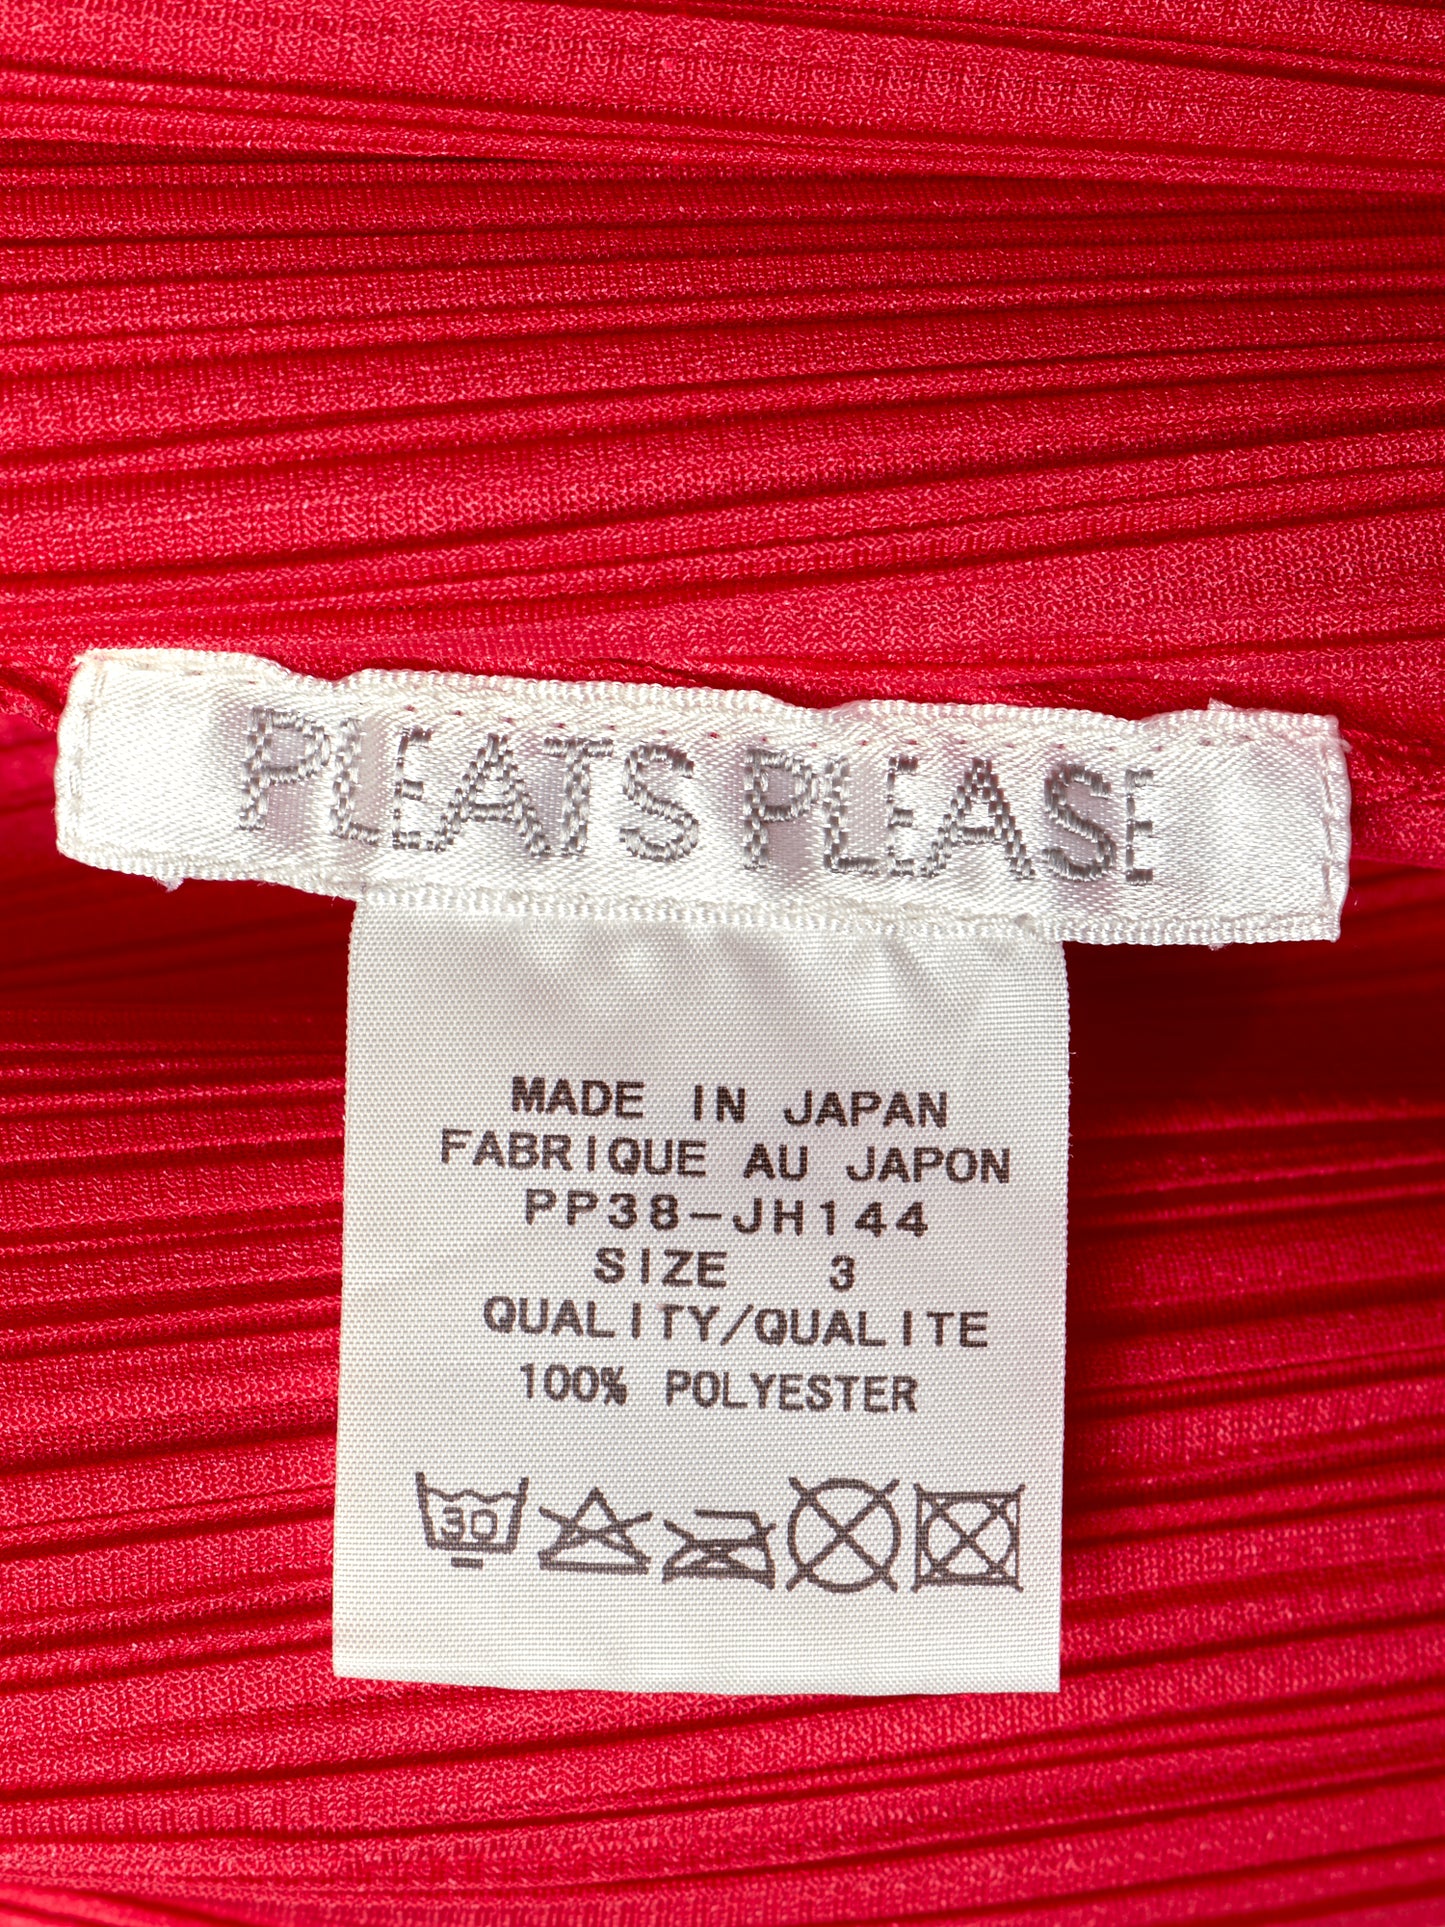 PLEATS PLEASE
MADE IN JAPAN
FABRIQUE AU JAPON
PP38-JH144
SIZE 3
QUALITY/QUALITE
100% POLYESTER
30